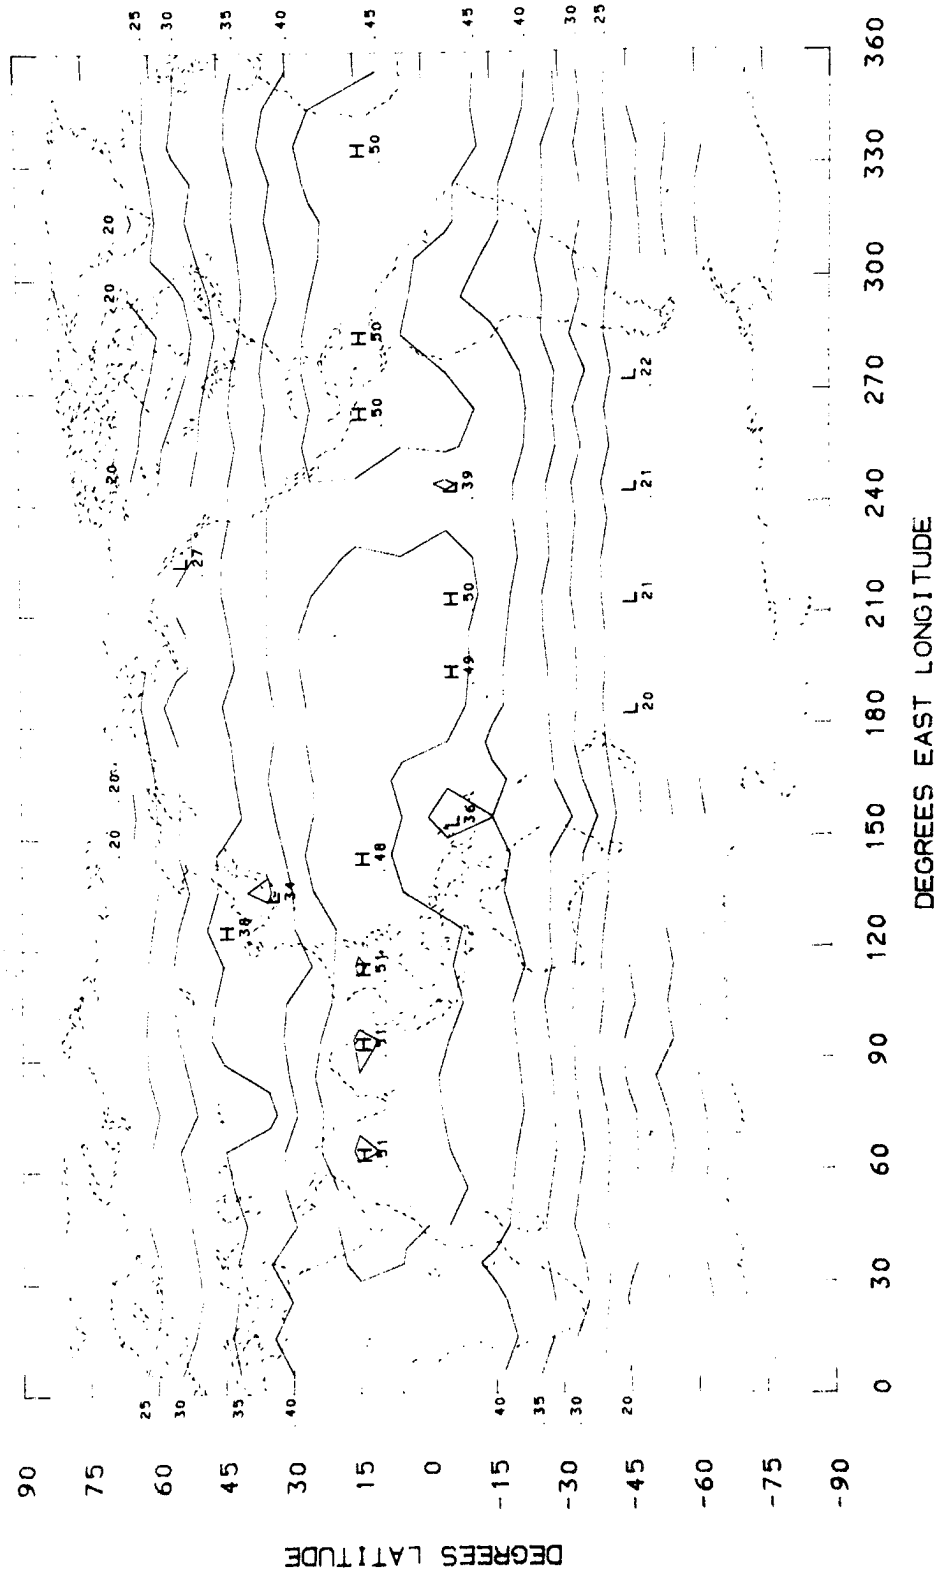 .25 .30 .35 .40 .45 .45 .40 .30 .25
H
50
20
20
H
50
H
50
L
22
20
L
.39
L
.21
L
27
H
50
L
.21
H
49
L
20
.20
.20
L
.36
H
48
L
.34
H
.38
H
.51
H
.51
H
.51
.25 .30 .35 .40 .40 .35 .30 .20
90 75 60 45 30 15 0 -15 -30 -45 -60 -75 -90
DEGREES LATITUDE
0 30 60 90 120 150 180 210 240 270 300 330 360
DEGREES EAST LONGITUDE